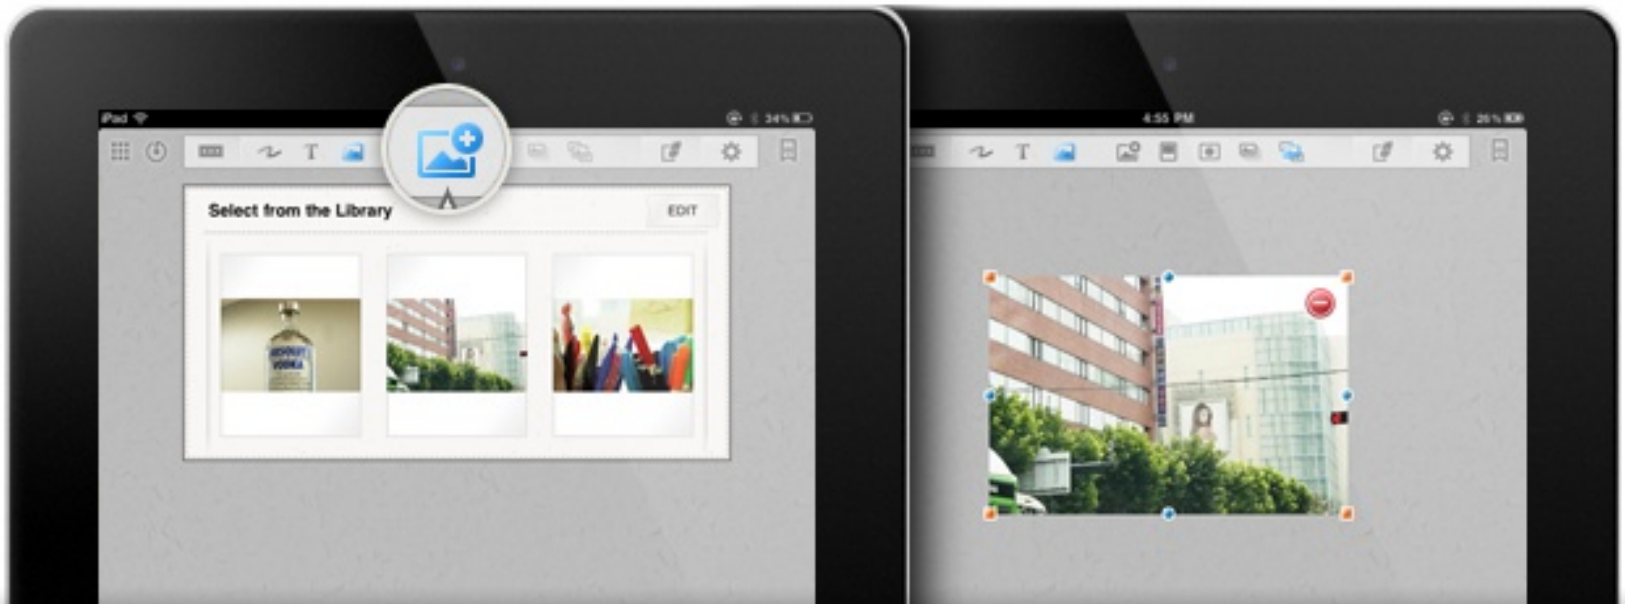 iPad
34%
4:55 PM
26%
T
T
Select from the Library
EDIT
ABSOLUT
VODKA